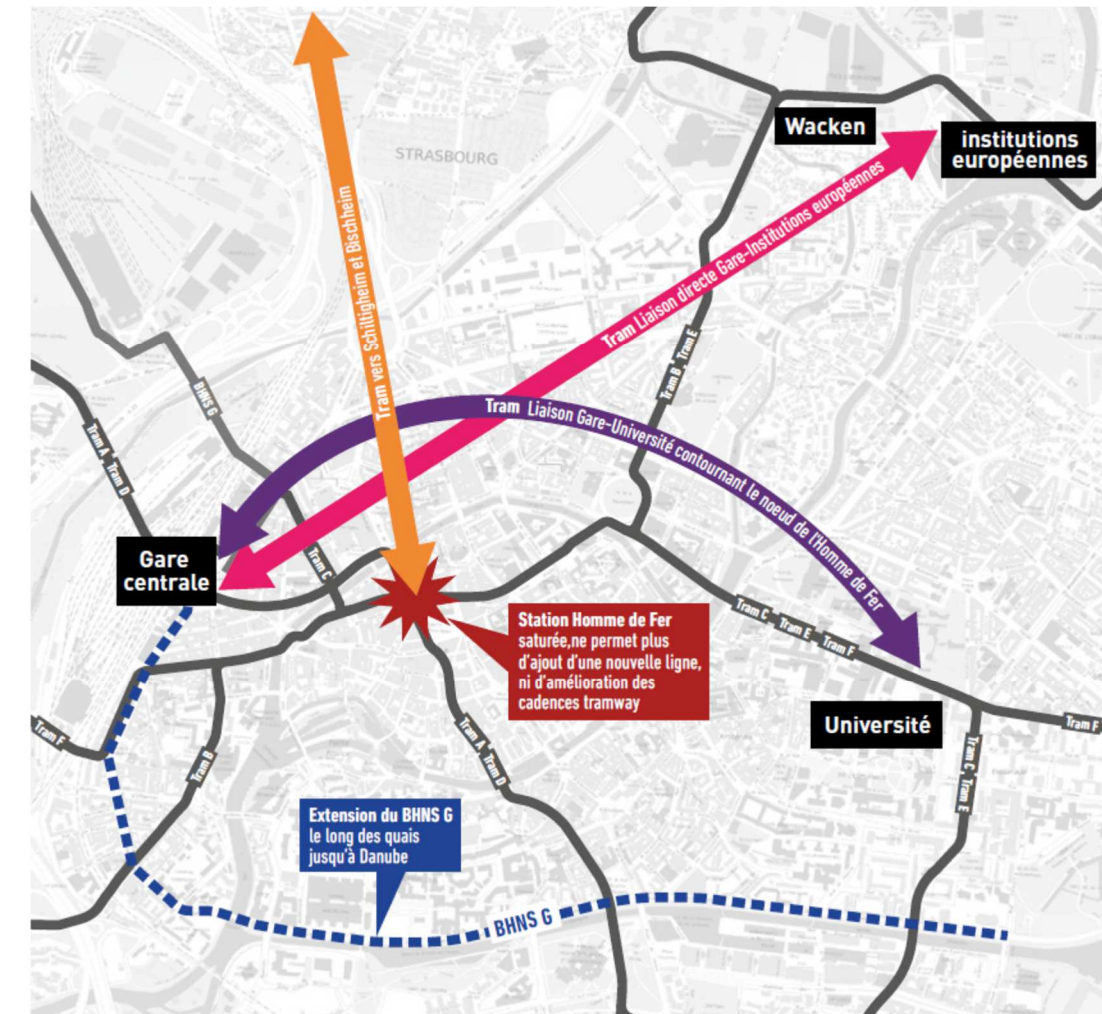 Wacken
institutions
européennes
STRASBOURG
Tram vers Schiltigheim et Bischheim
Tram Liaison directe Gare-Institutions européennes
Tram B Tram E
BHNS G
Tram Liaison Gare-Université contournant le noeud de l'Homme de Fer
Tram A Tram D
Gare
centrale
Tram C
Station Homme de Fer
saturée,ne permet plus
d'ajout d'une nouvelle ligne,
ni d'amélioration des
cadences tramway
Tram C Tram E Tram F
Université
Tram F
Tram F
Tram B
Tram A Tram D
Tram C, Tram E
Extension du BHNS G
le long des quais
jusqu'à Danube
BHNS G